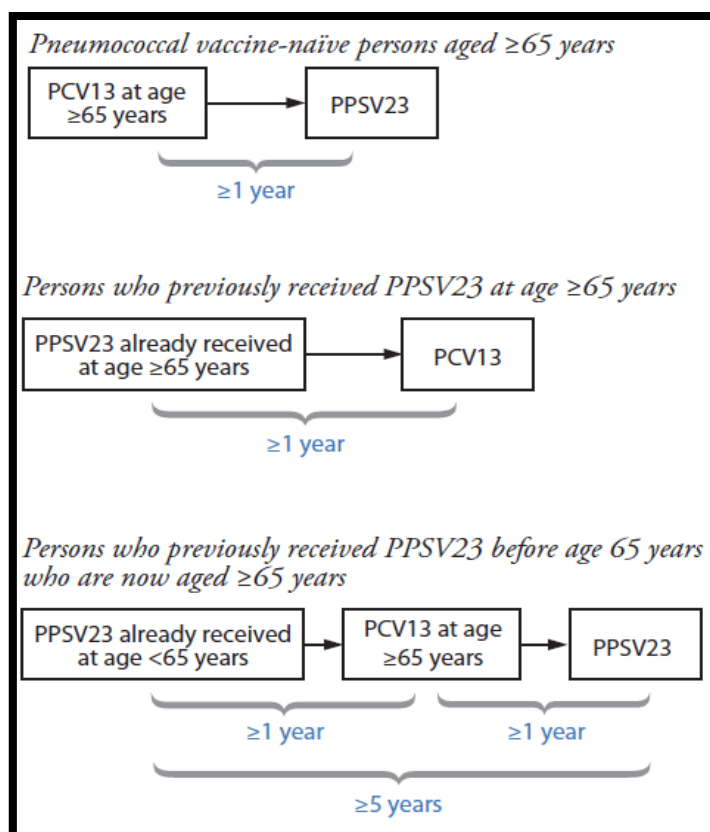 Pneumococcal vaccine-naïve persons aged ≥65 years
PCV13 at age
≥65 years
PPSV23
≥1 year
Persons who previously received PPSV23 at age ≥65 years
PPSV23 already received
at age ≥65 years
PCV13
≥1 year
Persons who previously received PPSV23 before age 65 years
who are now aged ≥65 years
PPSV23 already received
at age <65 years
PCV13 at age
≥65 years
PPSV23
≥1 year
≥1 year
≥5 years